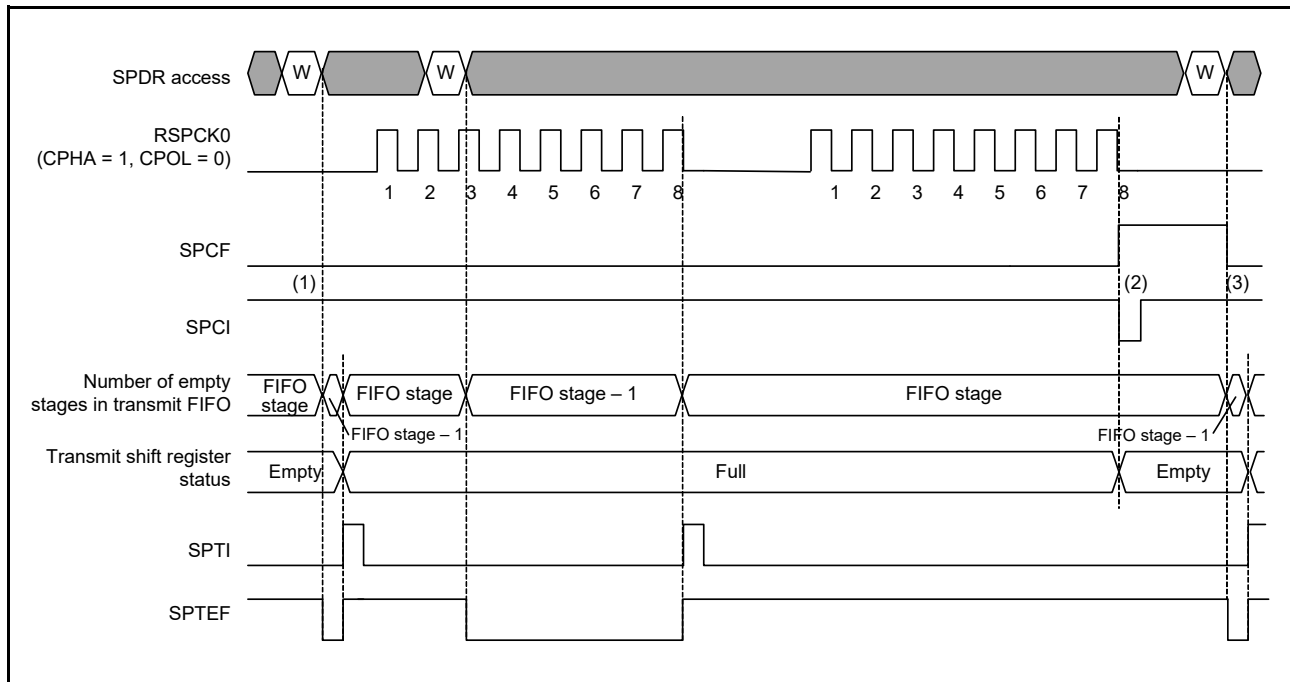 SPDR access
W
W
W
RSPCK0
(CPHA = 1, CPOL = 0)
1 2 3 4 5 6 7 8
1 2 3 4 5 6 7 8
SPCF
(1)
(2)
(3)
SPCI
Number of empty
stages in transmit FIFO
FIFO
stage
FIFO stage
FIFO stage – 1
FIFO stage
FIFO stage – 1
FIFO stage – 1
Transmit shift register
status
Empty
Full
Empty
SPTI
SPTEF